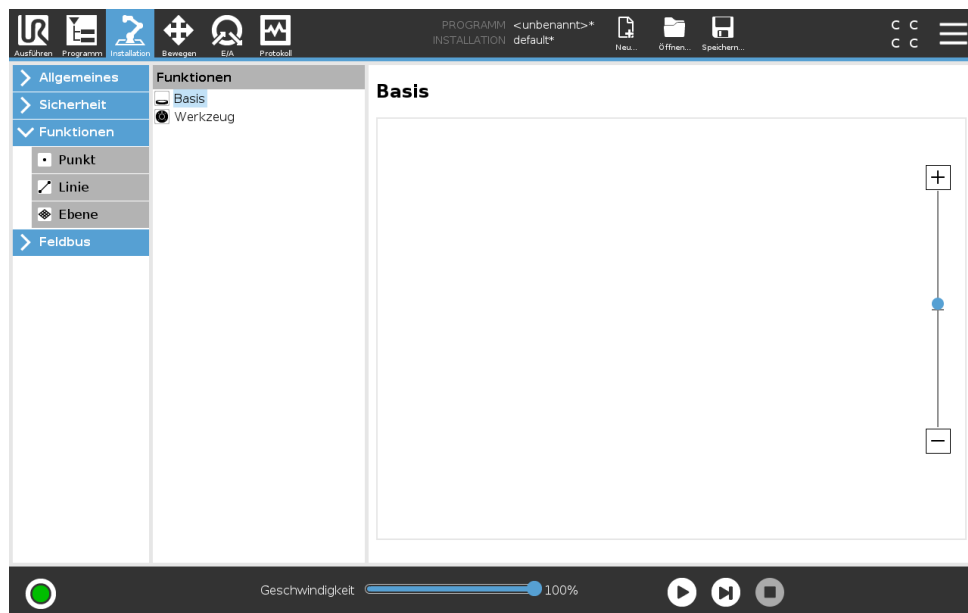 PROGRAMM <unbenannt>*
INSTALLATION default*
Ausführen Programm Installation Bewegen E/A Protokoll
Neu... Öffnen... Speichern...
C C
C C
Allgemeines
Sicherheit
Funktionen
Punkt
Linie
Ebene
Feldbus
Funktionen
Basis
Werkzeug
Basis
Geschwindigkeit 100%